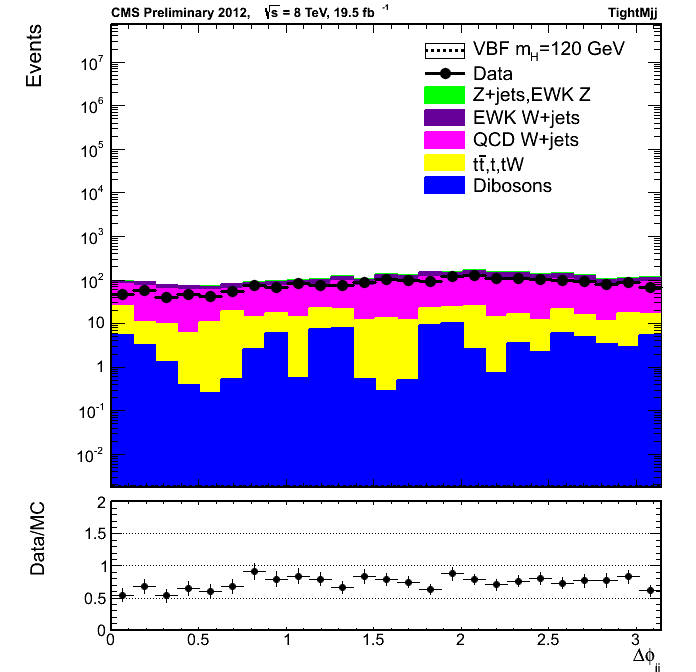 CMS Preliminary 2012, √s = 8 TeV, 19.5 fb⁻¹ TightMjj
Events
VBF m_H=120 GeV
Data
Z+jets,EWK Z
EWK W+jets
QCD W+jets
tt̄,t,tW
Dibosons
10⁷
10⁶
10⁵
10⁴
10³
10²
10
1
10⁻¹
10⁻²
Data/MC
2
1.5
1
0.5
0
0 0.5 1 1.5 2 2.5 3
Δϕ_jj